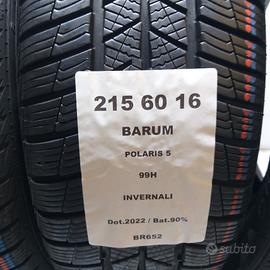 215 60 16
BARUM
POLARIS 5
99H
INVERNALI
Dot.2022 / Bat.90%
BR652
subito